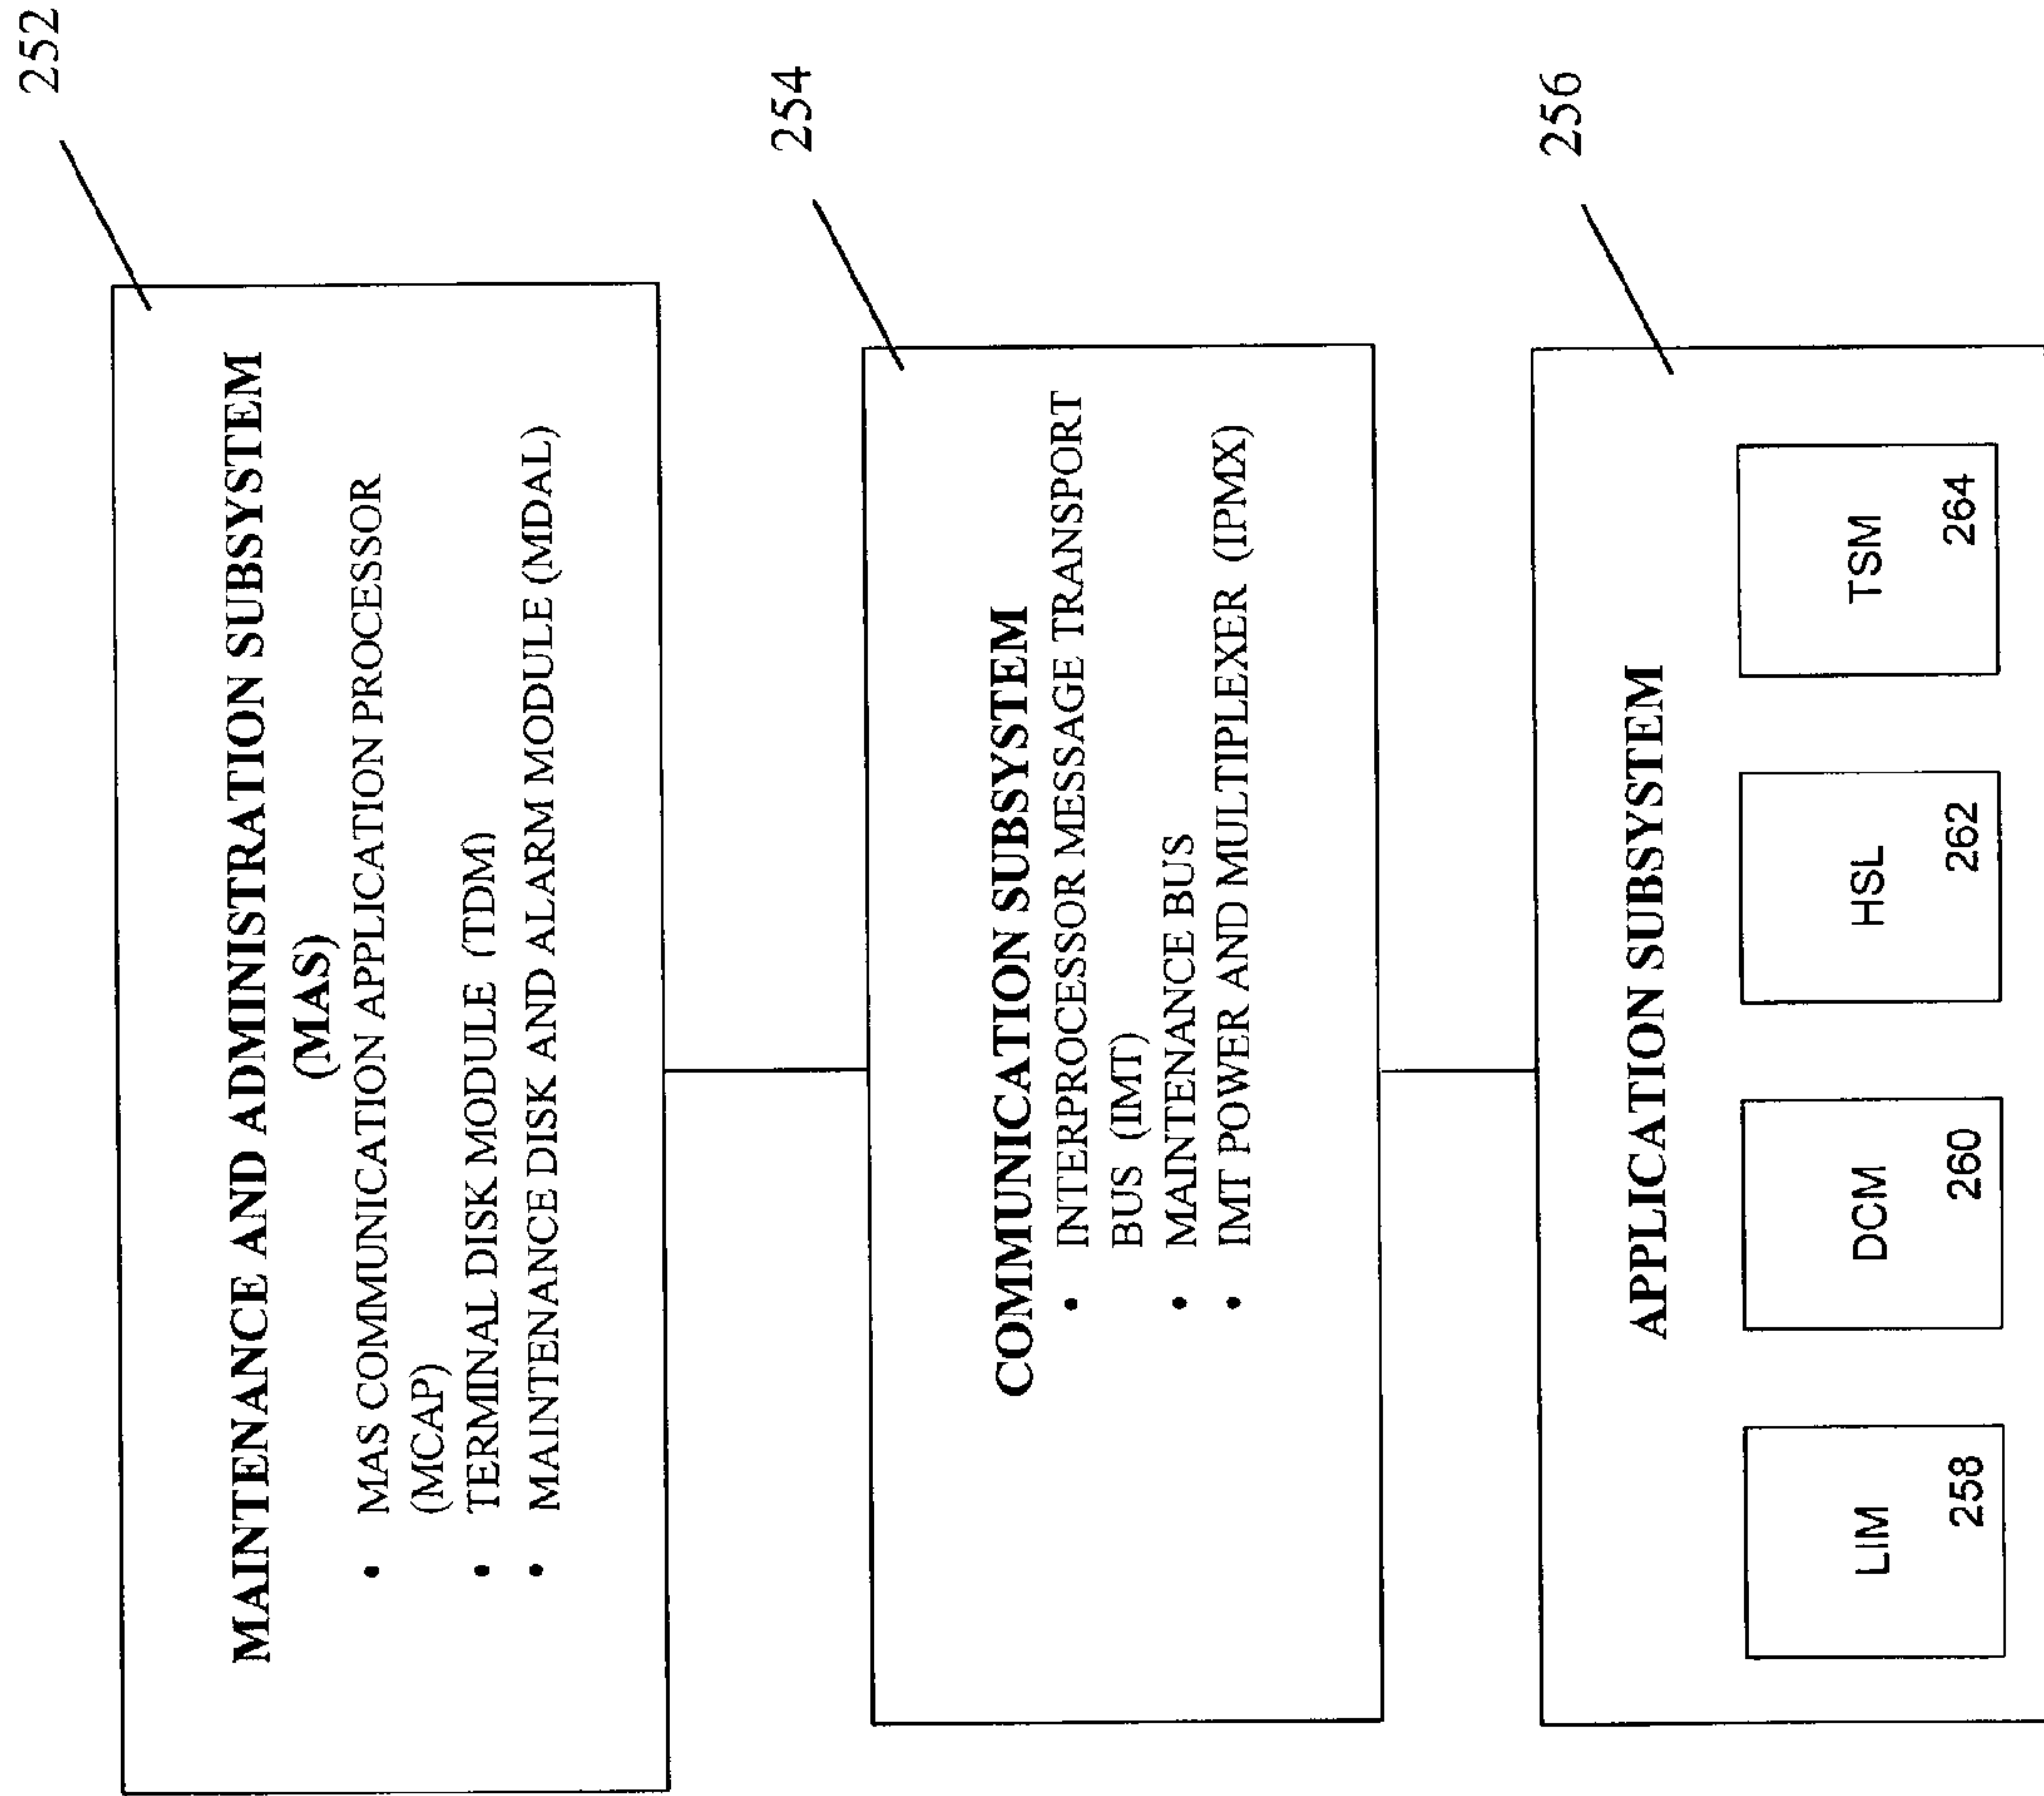 252
MAINTENANCE AND ADMINISTRATION SUBSYSTEM
(MAS)
• MAS COMMUNICATION APPLICATION PROCESSOR
(MCAP)
• TERMINAL DISK MODULE (TDM)
• MAINTENANCE DISK AND ALARM MODULE (MDAL)
254
COMMUNICATION SUBSYSTEM
• INTERPROCESSOR MESSAGE TRANSPORT
BUS (IMT)
• MAINTENANCE BUS
• IMT POWER AND MULTIPLEXER (IPMX)
256
APPLICATION SUBSYSTEM
LIM
258
DCM
260
HSL
262
TSM
264